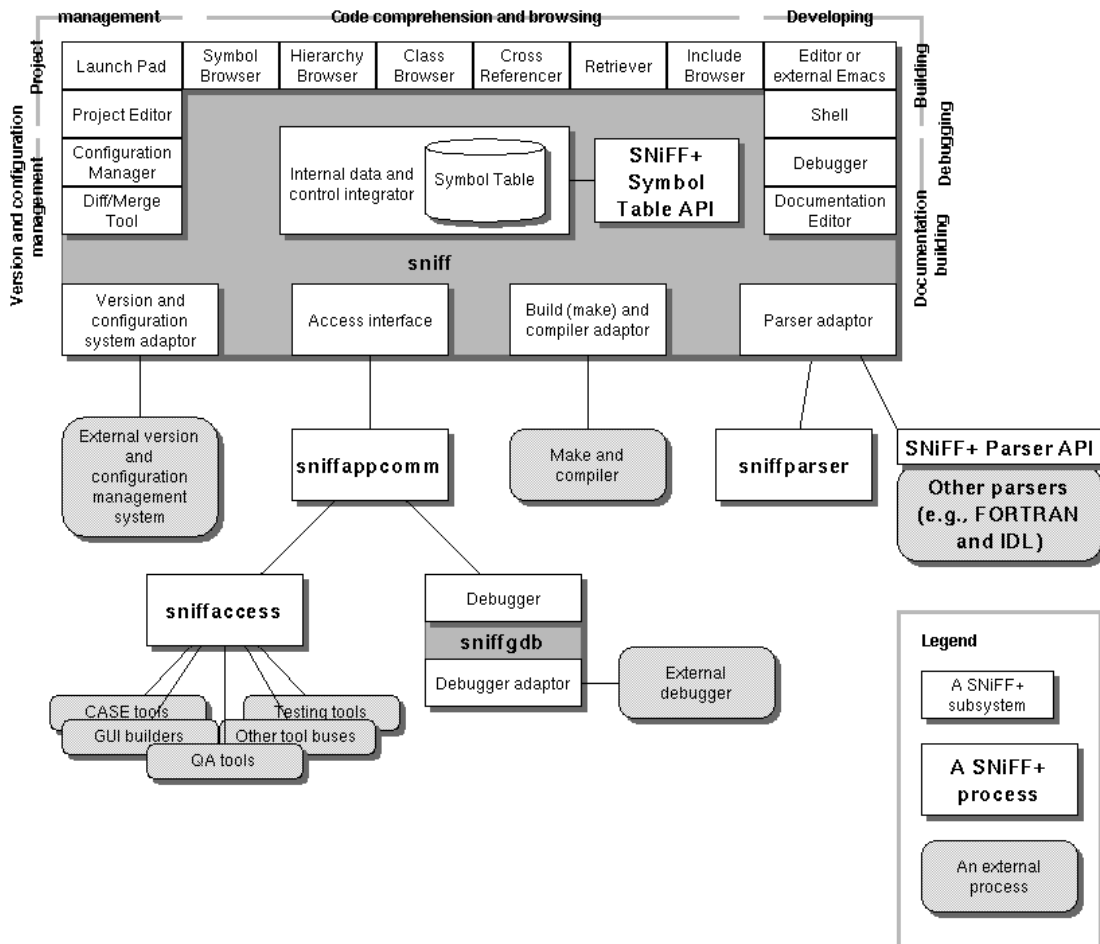 management
Code comprehension and browsing
Developing
Project
Building
Version and configuration
management
Debugging
Documentation
building
Launch Pad
Symbol
Browser
Hierarchy
Browser
Class
Browser
Cross
Referencer
Retriever
Include
Browser
Editor or
external Emacs
Project Editor
Shell
Configuration
Manager
Debugger
Diff/Merge
Tool
Documentation
Editor
Internal data and
control integrator
Symbol Table
SNiFF+
Symbol
Table API
sniff
Version and
configuration
system adaptor
Access interface
Build (make) and
compiler adaptor
Parser adaptor
External version
and
configuration
management
system
sniffappcomm
Make and
compiler
sniffparser
SNiFF+ Parser API
Other parsers
(e.g., FORTRAN
and IDL)
sniffaccess
Debugger
sniffgdb
Debugger adaptor
External
debugger
CASE tools
Testing tools
GUI builders
Other tool buses
QA tools
Legend
A SNiFF+
subsystem
A SNiFF+
process
An external
process